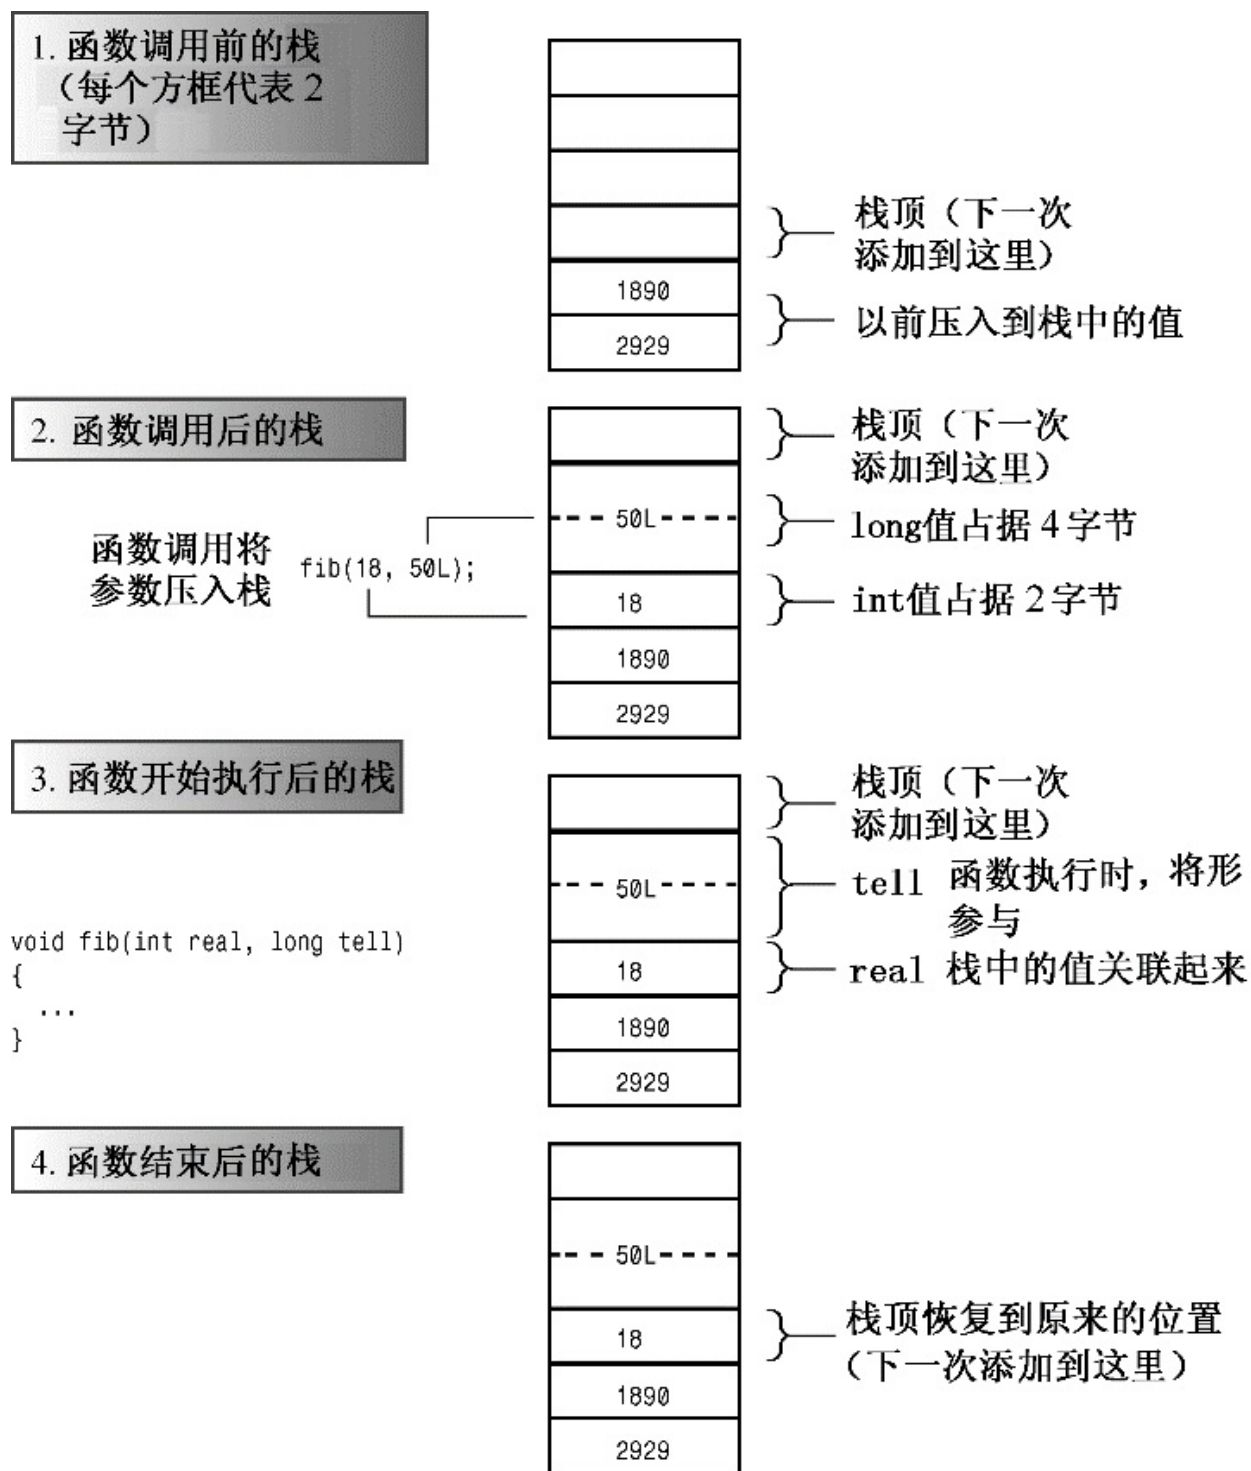 1. 函数调用前的栈
（每个方框代表 2
字节）
栈顶（下一次
添加到这里）
1890
以前压入到栈中的值
2929
2. 函数调用后的栈
栈顶（下一次
添加到这里）
50L
long值占据 4 字节
函数调用将
参数压入栈
fib(18, 50L);
18
int值占据 2 字节
1890
2929
3. 函数开始执行后的栈
栈顶（下一次
添加到这里）
50L
tell 函数执行时，将形
参与
void fib(int real, long tell)
{
...
}
18
real 栈中的值关联起来
1890
2929
4. 函数结束后的栈
50L
18
栈顶恢复到原来的位置
（下一次添加到这里）
1890
2929